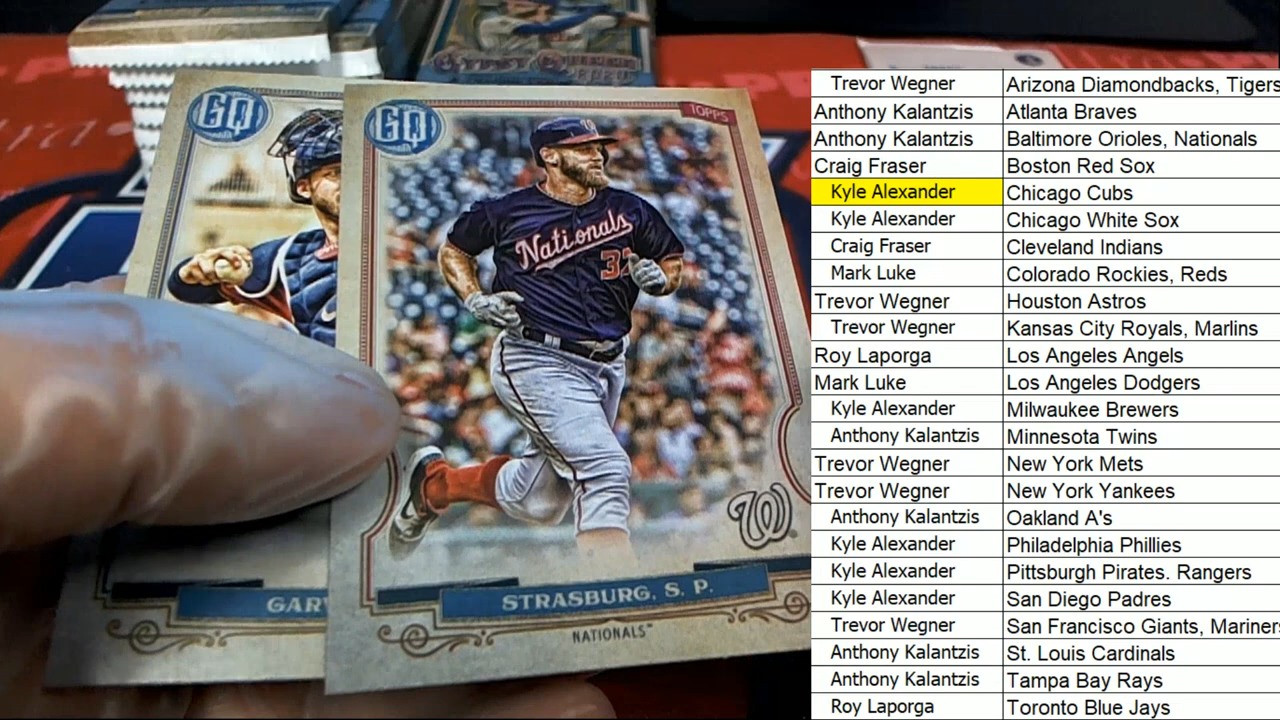 GYPSY QUEEN
2020
GQ
GQ
TOPPS
Nationals
37
W
GAR
STRASBURG, S. P.
NATIONALS™
Trevor Wegner Arizona Diamondbacks, Tigers
Anthony Kalantzis Atlanta Braves
Anthony Kalantzis Baltimore Orioles, Nationals
Craig Fraser Boston Red Sox
Kyle Alexander Chicago Cubs
Kyle Alexander Chicago White Sox
Craig Fraser Cleveland Indians
Mark Luke Colorado Rockies, Reds
Trevor Wegner Houston Astros
Trevor Wegner Kansas City Royals, Marlins
Roy Laporga Los Angeles Angels
Mark Luke Los Angeles Dodgers
Kyle Alexander Milwaukee Brewers
Anthony Kalantzis Minnesota Twins
Trevor Wegner New York Mets
Trevor Wegner New York Yankees
Anthony Kalantzis Oakland A's
Kyle Alexander Philadelphia Phillies
Kyle Alexander Pittsburgh Pirates. Rangers
Kyle Alexander San Diego Padres
Trevor Wegner San Francisco Giants, Mariners
Anthony Kalantzis St. Louis Cardinals
Anthony Kalantzis Tampa Bay Rays
Roy Laporga Toronto Blue Jays